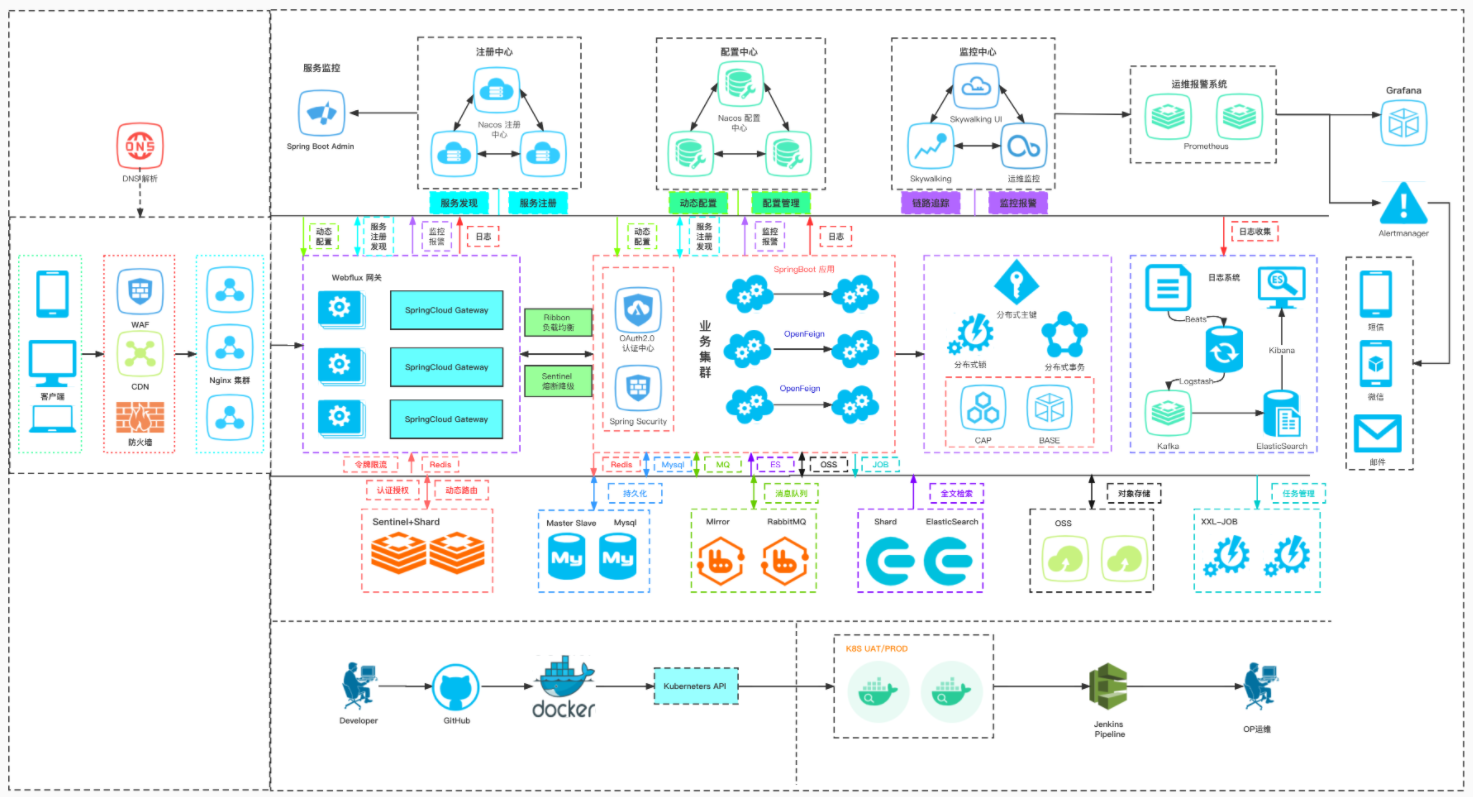 注册中心
配置中心
监控中心
服务监控
运维报警系统
Grafana
Nacos 注册
中心
Nacos 配置
中心
Skywalking UI
Spring Boot Admin
Prometheus
Skywalking
运维监控
DNS
DNS 解析
服务发现
服务注册
动态配置
配置管理
链路追踪
监控报警
Alertmanager
动态
配置
服务
注册
发现
监控
报警
日志
动态
配置
服务
注册
发现
监控
报警
日志
日志收集
Webflux 网关
SpringCloud Gateway
SpringCloud Gateway
SpringCloud Gateway
Ribbon
负载均衡
Sentinel
熔断降级
OAuth2.0
认证中心
Spring Security
业务集群
SpringBoot 应用
OpenFeign
OpenFeign
分布式主键
分布式锁
分布式事务
CAP
BASE
日志系统
ES
Beats
Logstash
Kibana
Kafka
ElasticSearch
短信
微信
邮件
客户端
WAF
CDN
防火墙
Nginx 集群
令牌限流
Redis
Redis
Mysql
MQ
ES
OSS
JOB
认证授权
动态路由
持久化
消息队列
全文检索
对象存储
任务管理
Sentinel+Shard
Master Slave
Mysql
My
My
Mirror
RabbitMQ
Shard
ElasticSearch
OSS
XXL-JOB
K8S UAT/PROD
Developer
GitHub
docker
Kuberneters API
Jenkins
Pipeline
OP运维